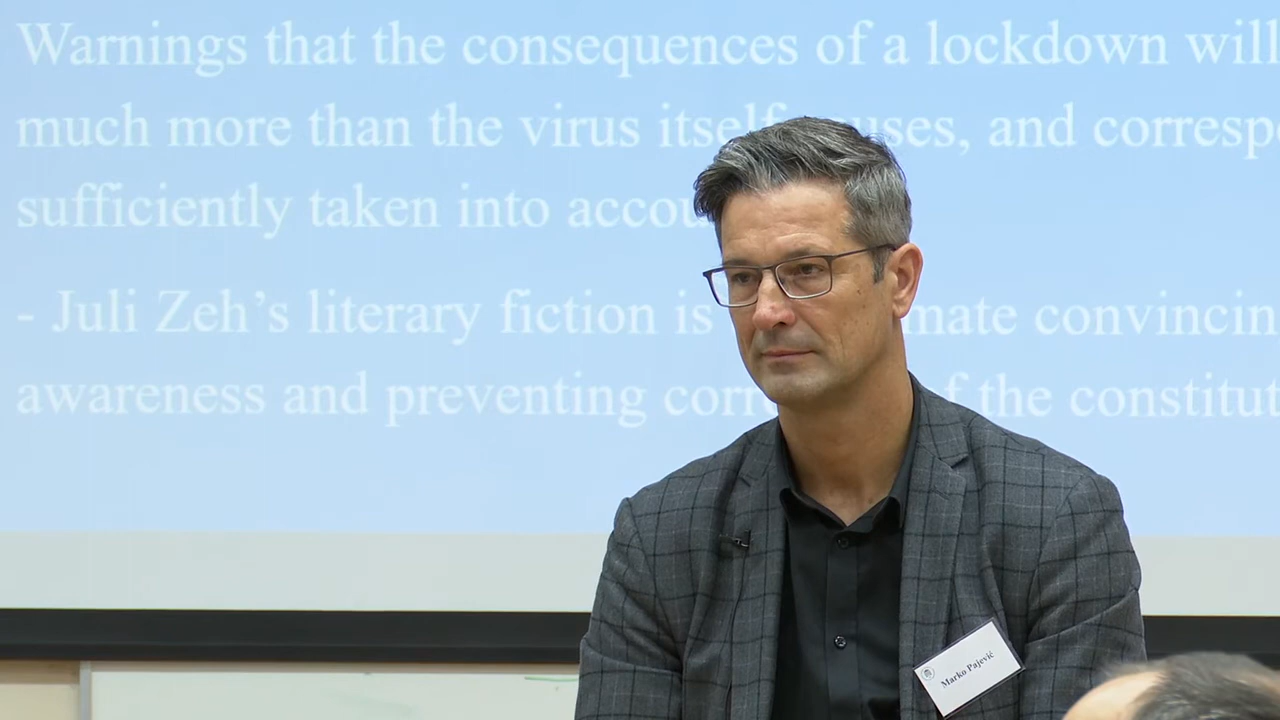 Warnings that the consequences of a lockdown will
much more than the virus itself uses, and corresp
sufficiently taken into accou
- Juli Zeh's literary fiction is mate convincin
awareness and preventing corr f the constitut
Marko Pajević